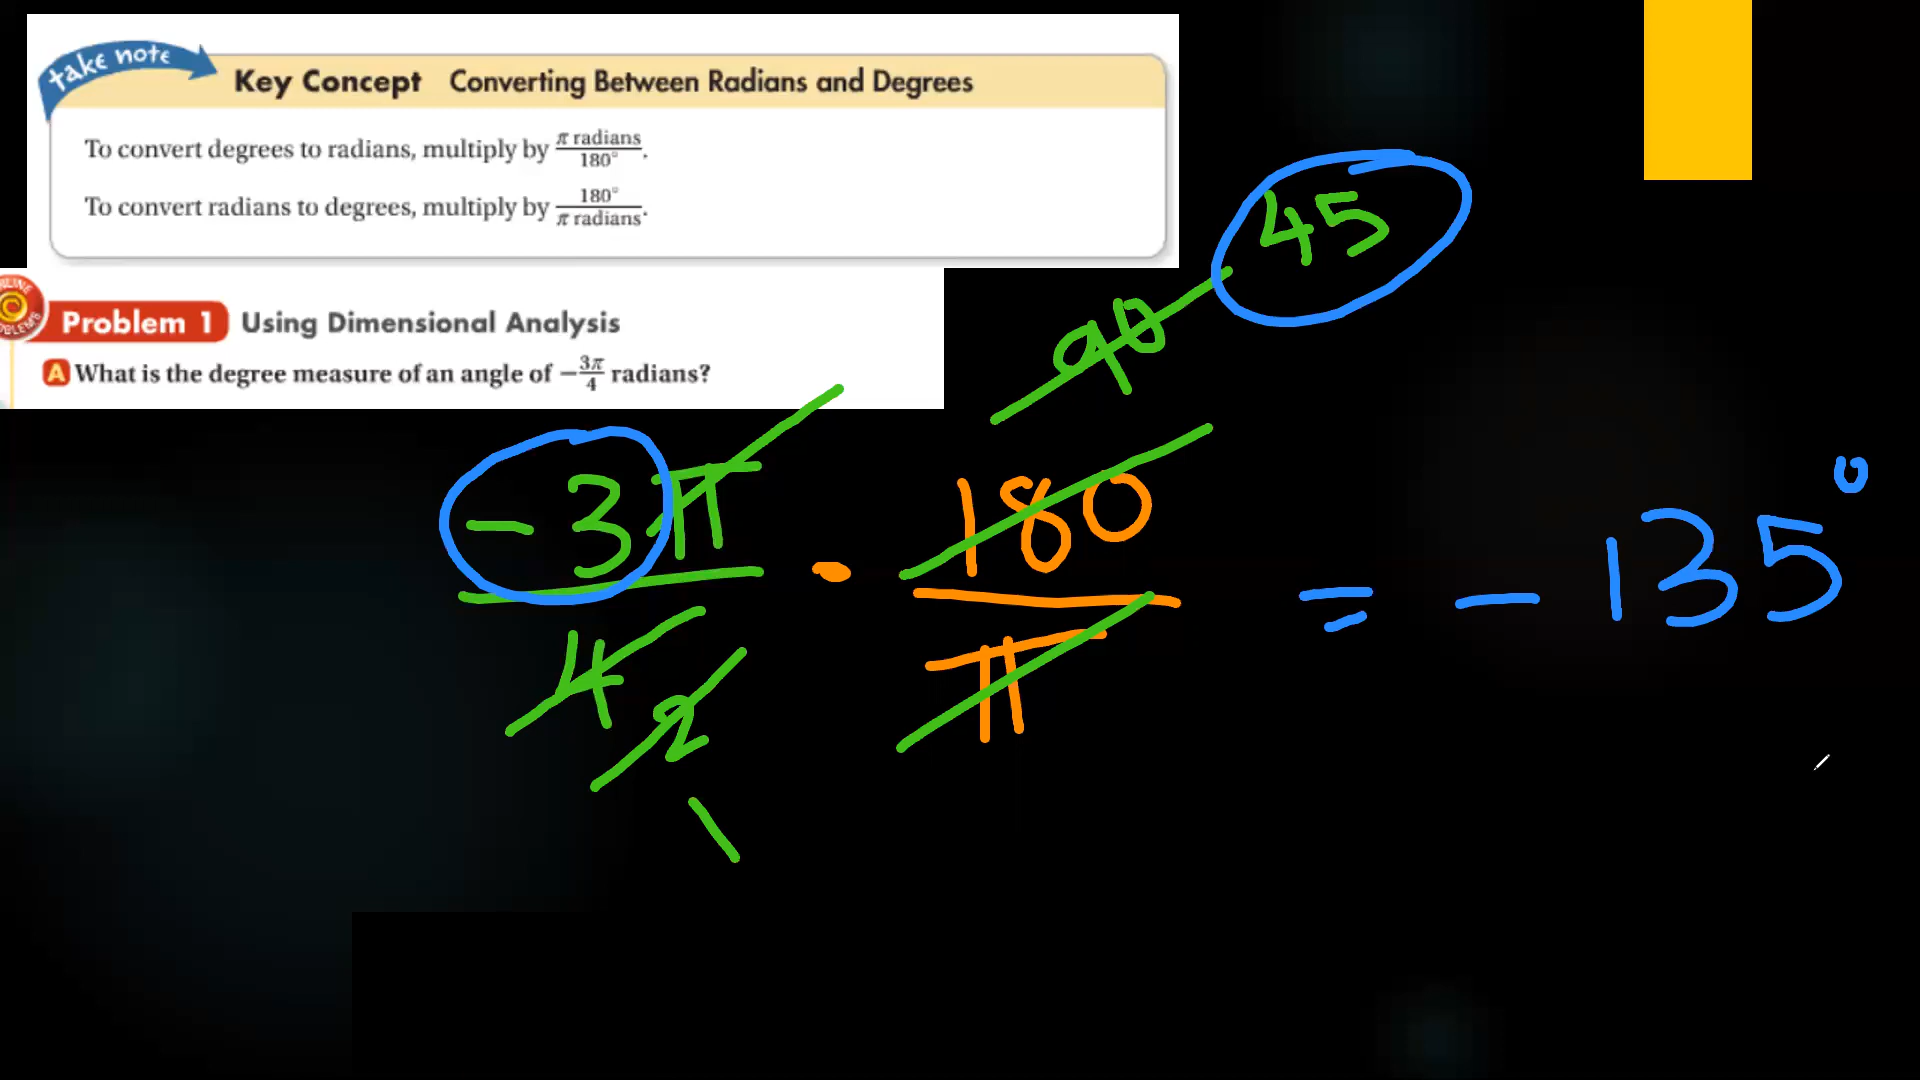 take note
Key Concept Converting Between Radians and Degrees
To convert degrees to radians, multiply by π radians / 180°.
To convert radians to degrees, multiply by 180° / π radians.
ONLINE PROBLEMS
Problem 1 Using Dimensional Analysis
A What is the degree measure of an angle of −3π/4 radians?
45
90
-3π/4 · 180/π = -135°
2
1